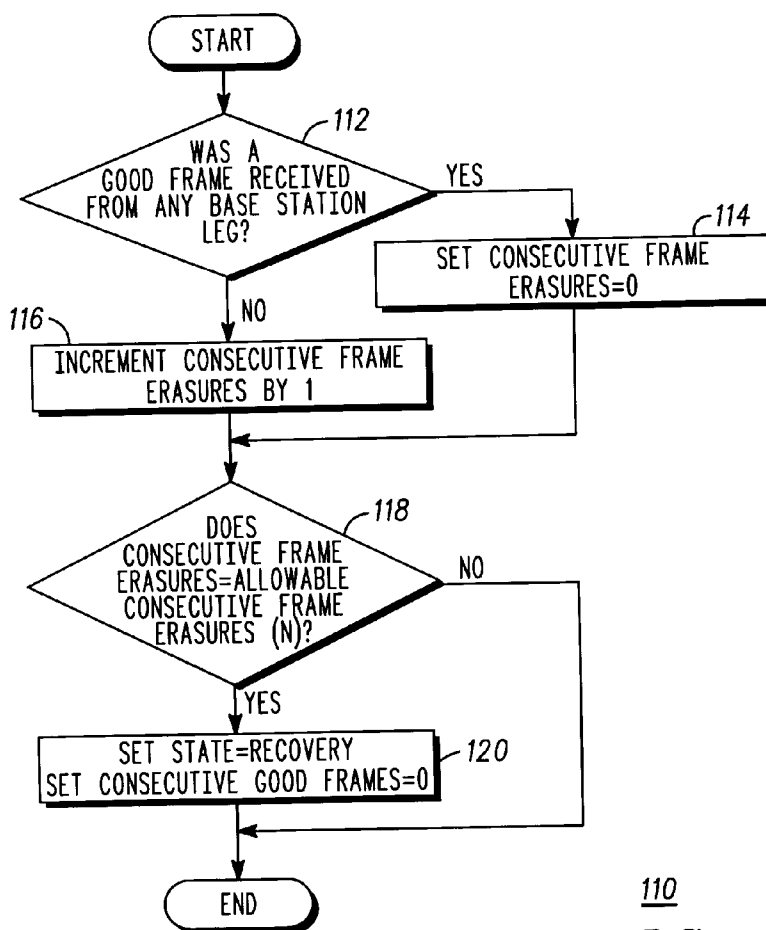 START
112
WAS A
GOOD FRAME RECEIVED
FROM ANY BASE STATION
LEG?
YES
114
SET CONSECUTIVE FRAME
ERASURES=0
NO
116
INCREMENT CONSECUTIVE FRAME
ERASURES BY 1
118
DOES
CONSECUTIVE FRAME
ERASURES=ALLOWABLE
CONSECUTIVE FRAME
ERASURES (N)?
NO
YES
SET STATE=RECOVERY
SET CONSECUTIVE GOOD FRAMES=0
120
END
110